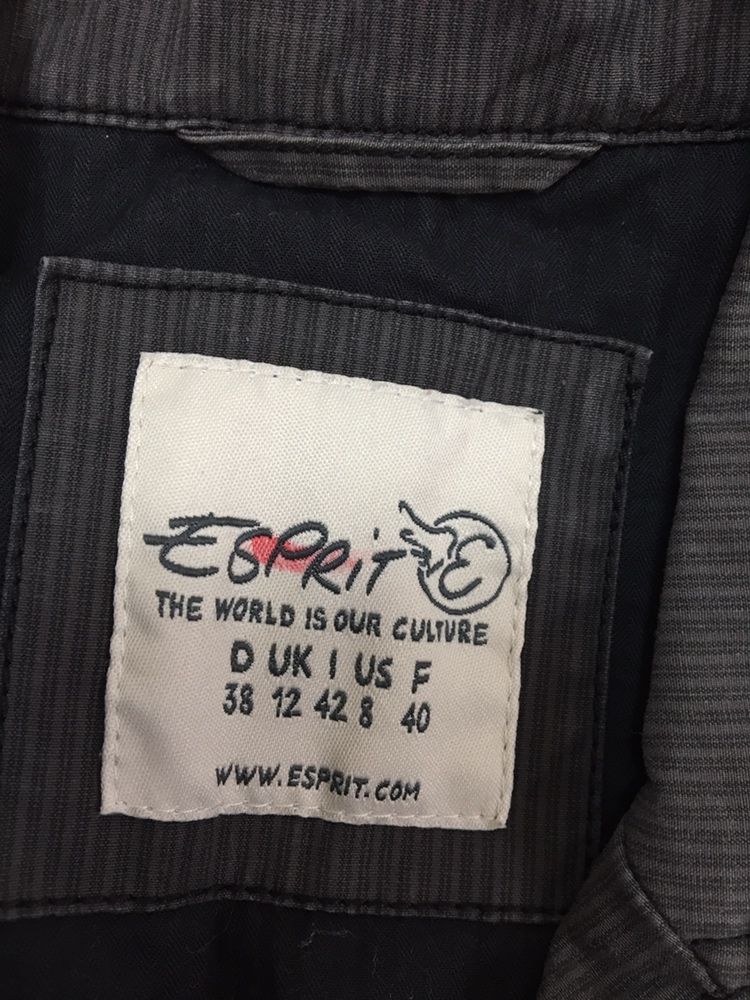 ESPRIT E
THE WORLD IS OUR CULTURE
D UK I US F
38 12 42 8 40
WWW.ESPRIT.COM